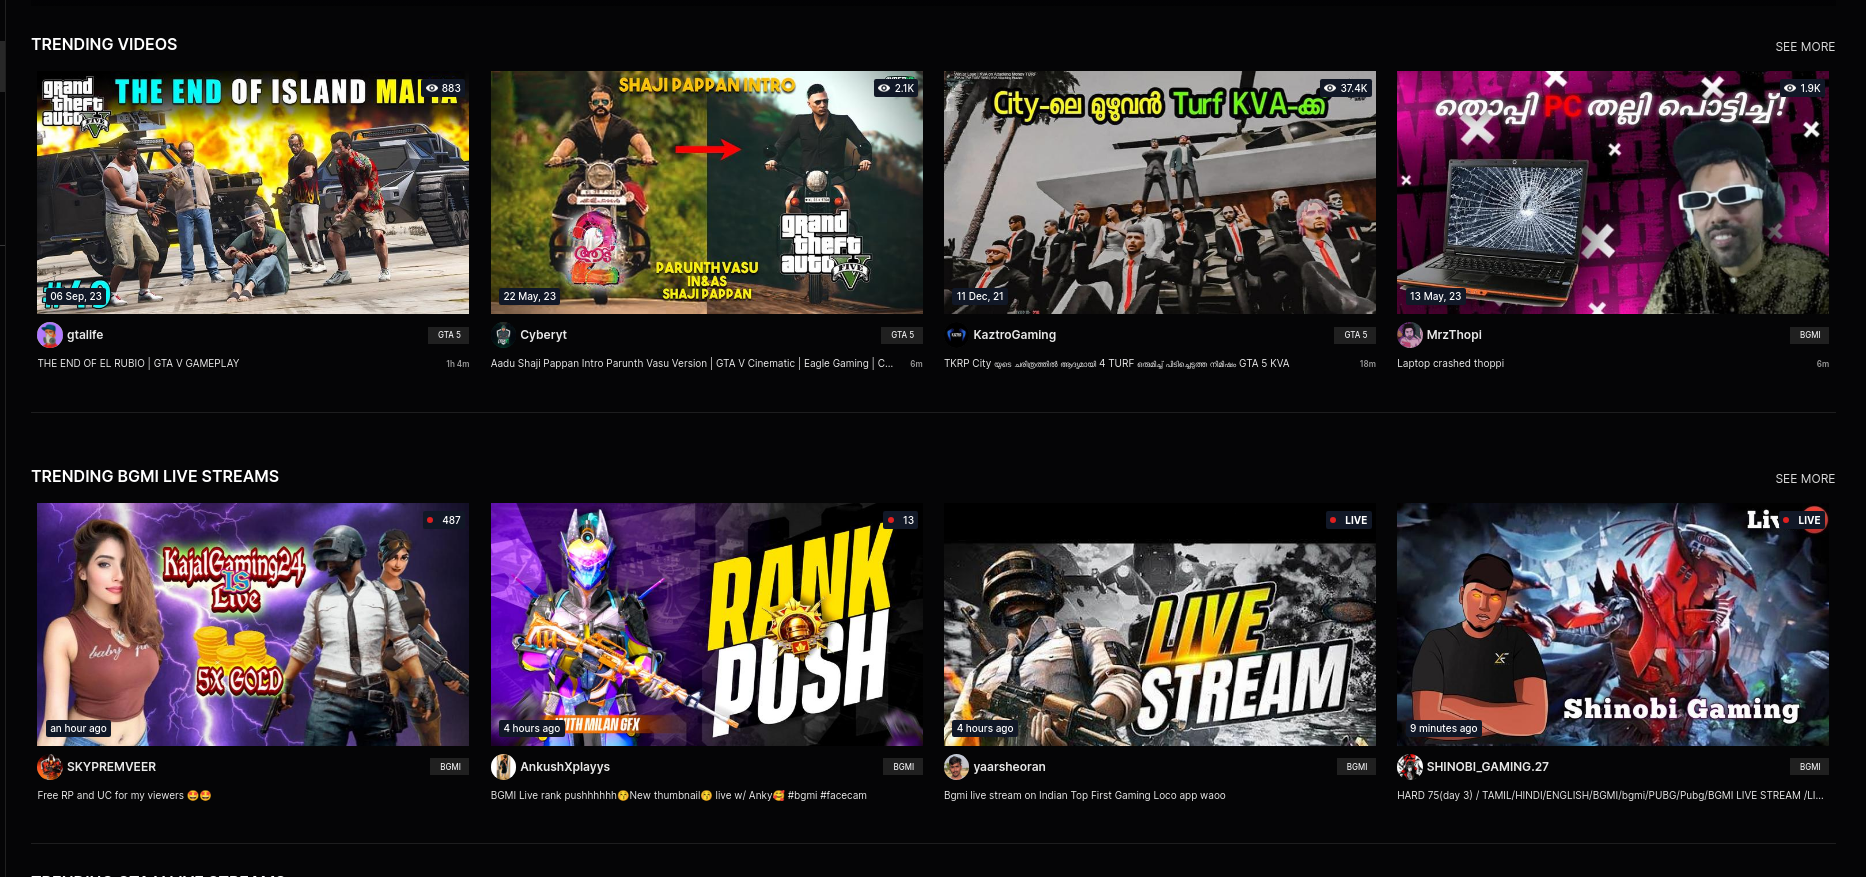 TRENDING VIDEOS
SEE MORE
grand
theft
auto
V
THE END OF ISLAND
883
06 Sep, 23
gtalife
GTA 5
THE END OF EL RUBIO | GTA V GAMEPLAY
1h 4m
SHAJI PAPPAN INTRO
2.1K
grand
theft
auto
FIVE
PARUNTH VASU
IN&AS
SHAJI PAPPAN
22 May, 23
Cyberyt
GTA 5
Aadu Shaji Pappan Intro Parunth Vasu Version | GTA V Cinematic | Eagle Gaming | C...
6m
City-ലെ മുഴുവൻ Turf KVA-ക്ക്
37.4K
11 Dec, 21
KaztroGaming
GTA 5
TKRP City യുടെ ചരിത്രത്തിൽ ആദ്യമായി 4 TURF ഒരുമിച്ച് പിടിച്ചെടുത്ത നിമിഷം GTA 5 KVA
18m
തൊപ്പി PC തല്ലി പൊട്ടിച്ച്!
1.9K
13 May, 23
MrzThopi
BGMI
Laptop crashed thoppi
6m
TRENDING BGMI LIVE STREAMS
SEE MORE
487
KajalGaming24
IS
Live
5X GOLD
an hour ago
SKYPREMVEER
BGMI
Free RP and UC for my viewers 🤩🤩
13
RANK
PUSH
WITH MILAN GFX
4 hours ago
AnkushXplayys
BGMI
BGMI Live rank pushhhhhh😚New thumbnail😚 live w/ Anky🥰 #bgmi #facecam
LIVE
LIVE
STREAM
4 hours ago
yaarsheoran
BGMI
Bgmi live stream on Indian Top First Gaming Loco app waoo
LIVE
Shinobi Gaming
9 minutes ago
SHINOBI_GAMING.27
BGMI
HARD 75(day 3) / TAMIL/HINDI/ENGLISH/BGMI/bgmi/PUBG/Pubg/BGMI LIVE STREAM /LI...